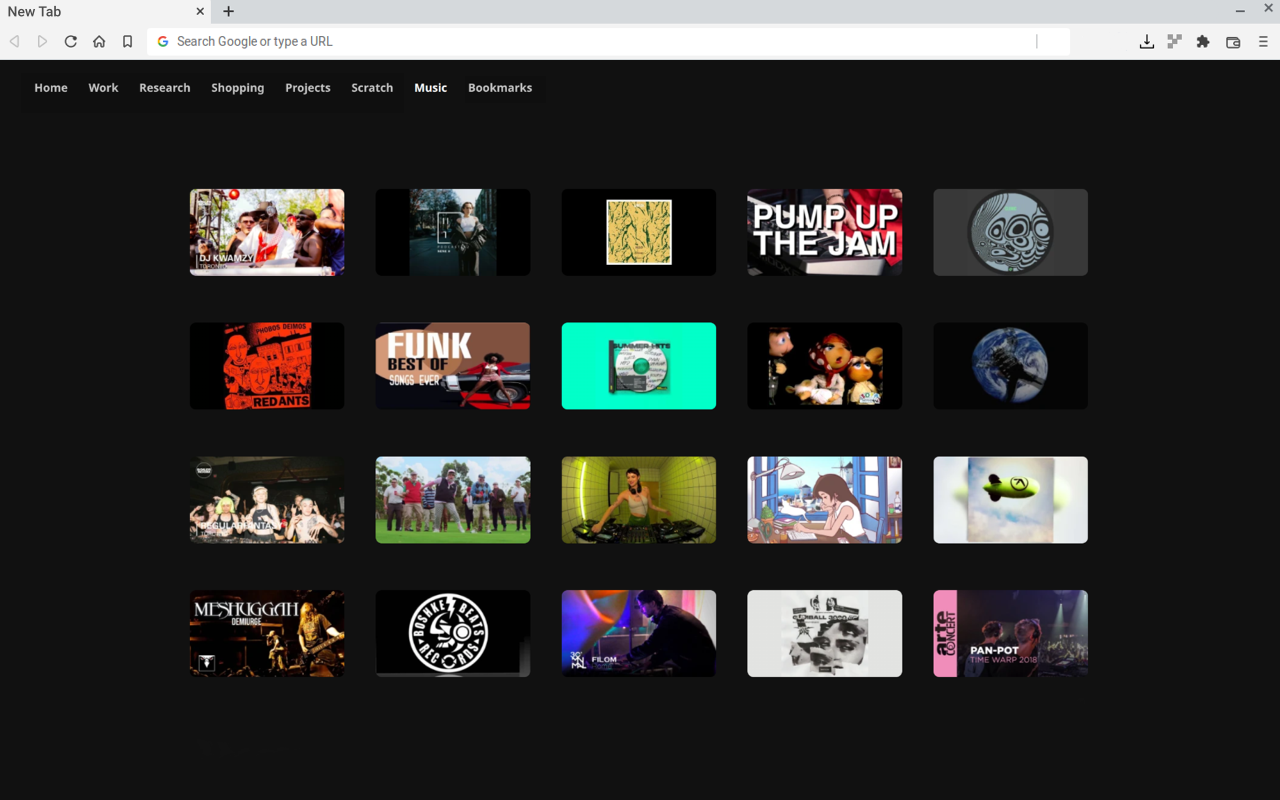 New Tab
Search Google or type a URL
Home Work Research Shopping Projects Scratch Music Bookmarks
DJ KWAMZY
TORONTO
11
1
PUMP UP
THE JAM
PHOBOS DEIMOS
RED ANTS
FUNK
BEST OF
SONGS EVER
SUMMER HITS
MESHUGGAH
DEMIURGE
BOSHKE BEATS
RECORDS
FILOM
arte
CONCERT
PAN-POT
TIME WARP 2018